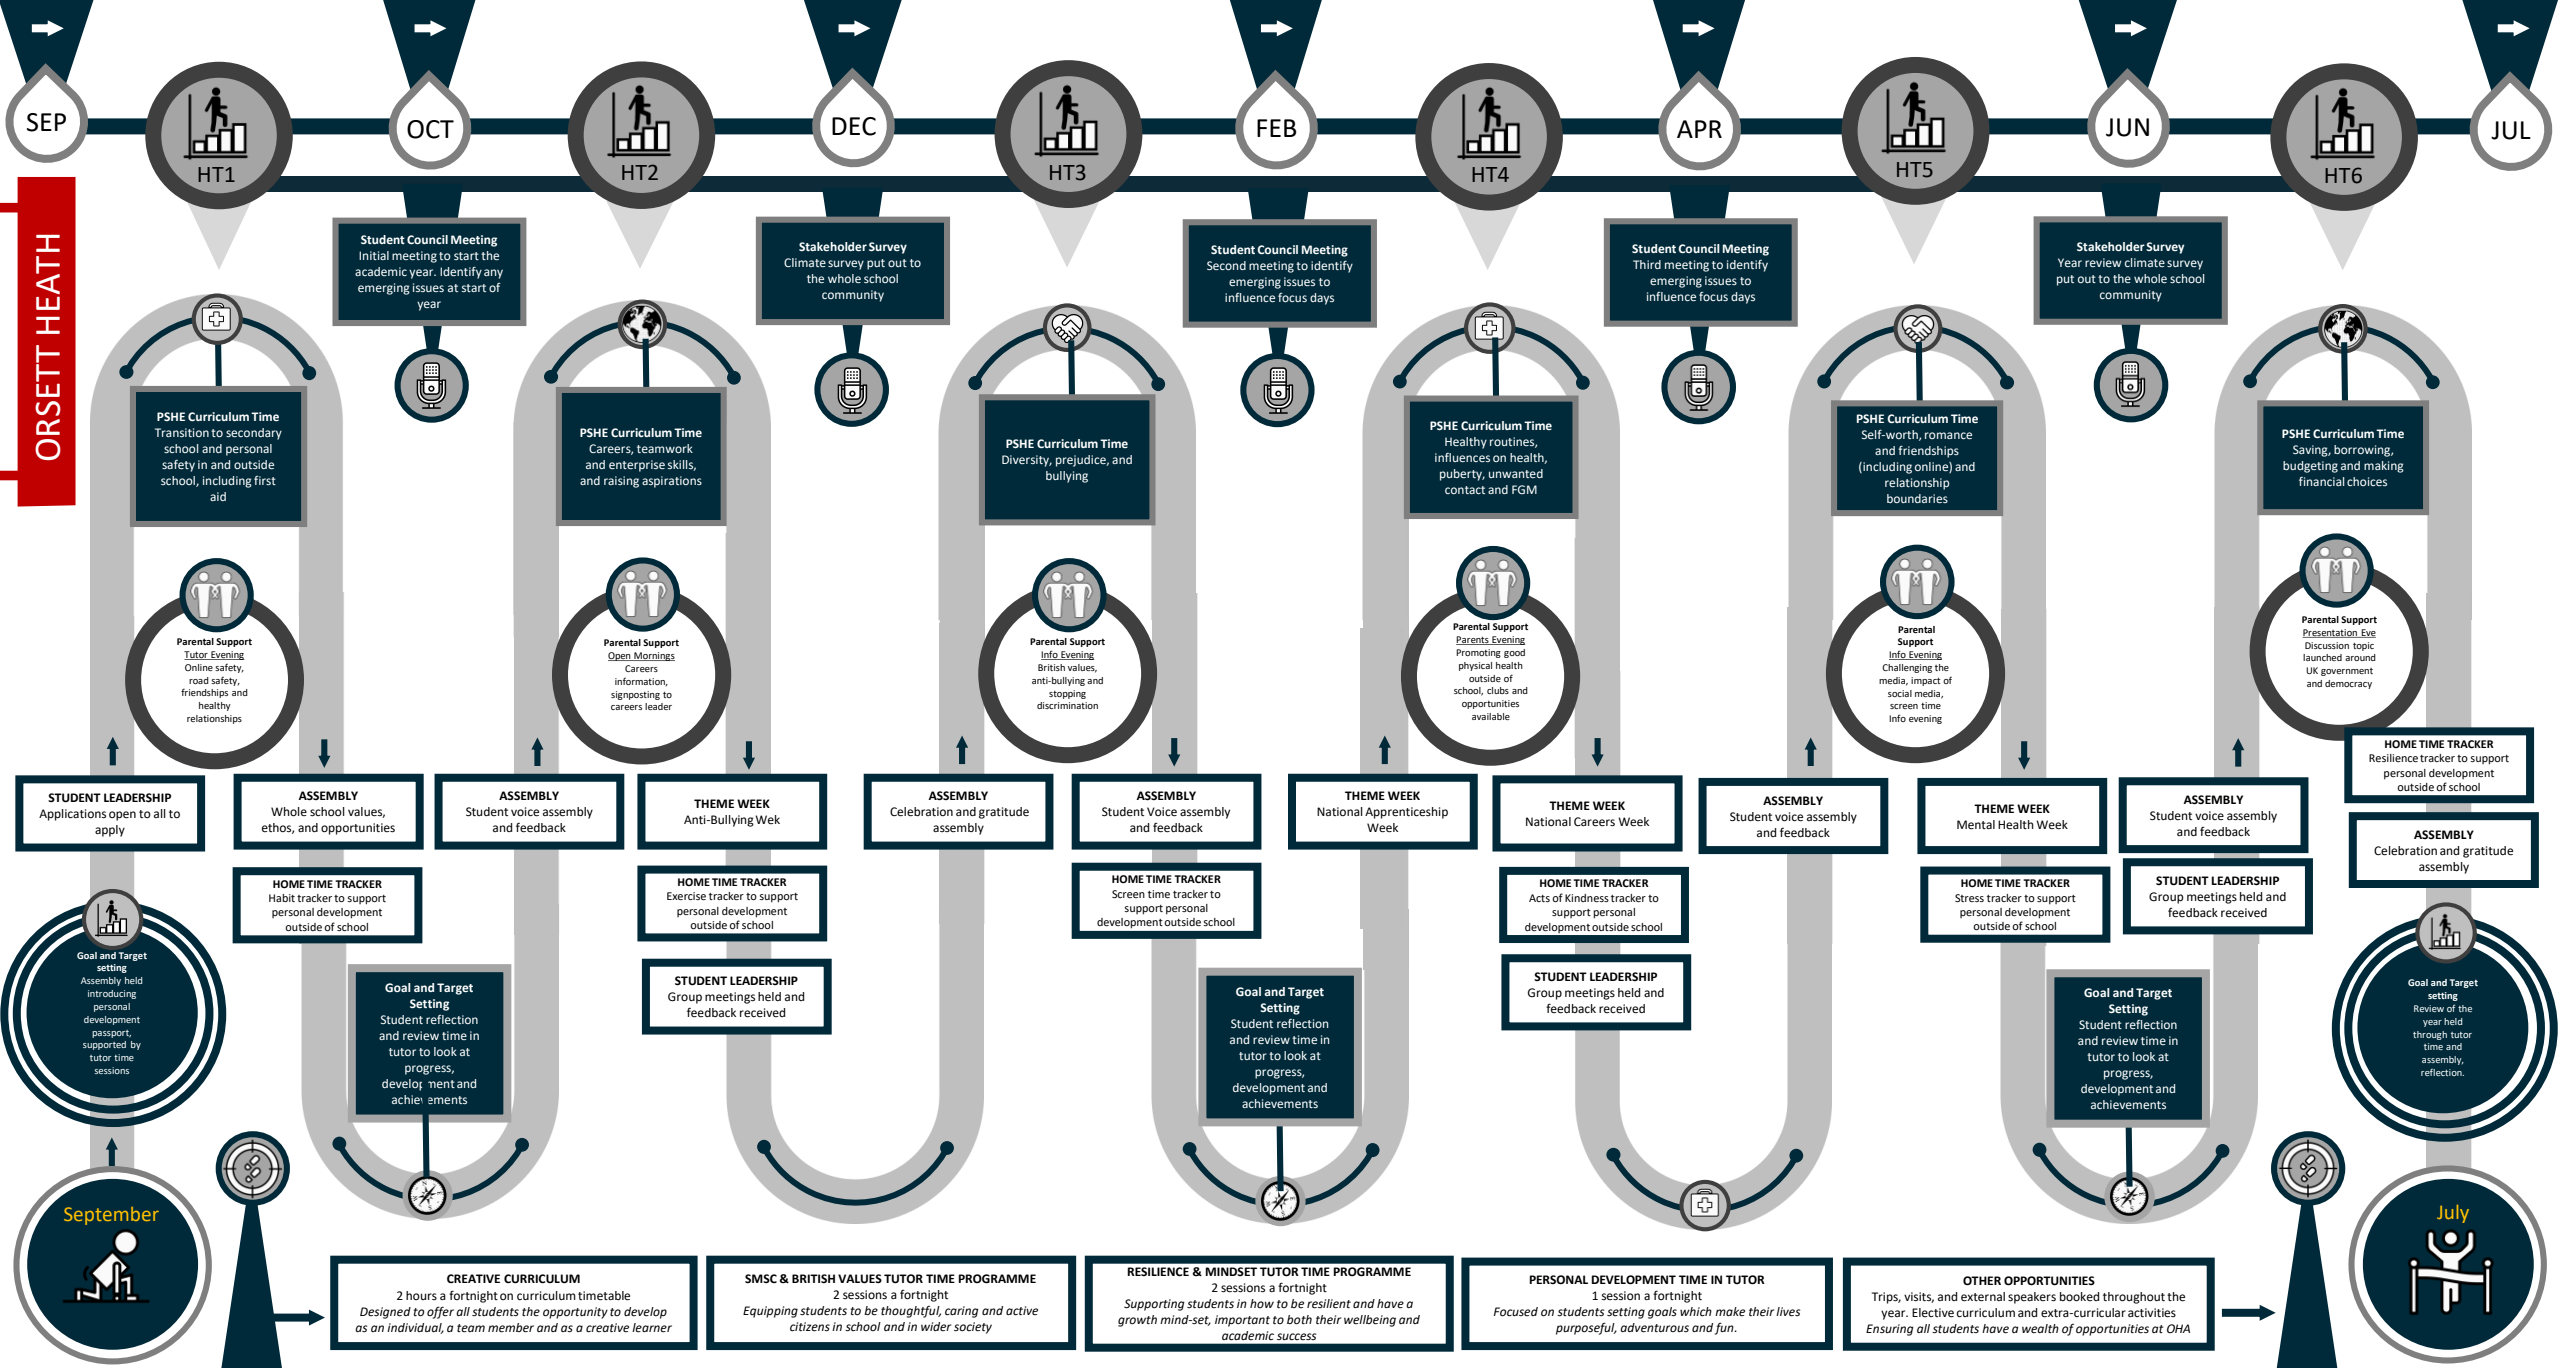 SEP
HT1
OCT
HT2
DEC
HT3
FEB
HT4
APR
HT5
JUN
HT6
JUL
ORSETT HEATH
Student Council Meeting
Initial meeting to start the
academic year. Identify any
emerging issues at start of
year
Stakeholder Survey
Climate survey put out to
the whole school
community
Student Council Meeting
Second meeting to identify
emerging issues to
influence focus days
Student Council Meeting
Third meeting to identify
emerging issues to
influence focus days
Stakeholder Survey
Year review climate survey
put out to the whole school
community
PSHE Curriculum Time
Transition to secondary
school and personal
safety in and outside
school, including first
aid
PSHE Curriculum Time
Careers, teamwork
and enterprise skills,
and raising aspirations
PSHE Curriculum Time
Diversity, prejudice, and
bullying
PSHE Curriculum Time
Healthy routines,
influences on health,
puberty, unwanted
contact and FGM
PSHE Curriculum Time
Self-worth, romance
and friendships
(including online) and
relationship
boundaries
PSHE Curriculum Time
Saving, borrowing,
budgeting and making
financial choices
Parental Support
Tutor Evening
Online safety,
road safety,
friendships and
healthy
relationships
Parental Support
Open Mornings
Careers
information,
signposting to
careers leader
Parental Support
Info Evening
British values,
anti-bullying and
stopping
discrimination
Parental Support
Parents Evening
Promoting good
physical health
outside of
school, clubs and
opportunities
available
Parental
Support
Info Evening
Challenging the
media, impact of
social media,
screen time
Info evening
Parental Support
Presentation Eve
Discussion topic
launched around
UK government
and democracy
STUDENT LEADERSHIP
Applications open to all to
apply
ASSEMBLY
Whole school values,
ethos, and opportunities
ASSEMBLY
Student voice assembly
and feedback
THEME WEEK
Anti-Bullying Wek
ASSEMBLY
Celebration and gratitude
assembly
ASSEMBLY
Student Voice assembly
and feedback
THEME WEEK
National Apprenticeship
Week
THEME WEEK
National Careers Week
ASSEMBLY
Student voice assembly
and feedback
THEME WEEK
Mental Health Week
ASSEMBLY
Student voice assembly
and feedback
HOME TIME TRACKER
Resilience tracker to support
personal development
outside of school
ASSEMBLY
Celebration and gratitude
assembly
HOME TIME TRACKER
Habit tracker to support
personal development
outside of school
HOME TIME TRACKER
Exercise tracker to support
personal development
outside of school
HOME TIME TRACKER
Screen time tracker to
support personal
development outside school
HOME TIME TRACKER
Acts of Kindness tracker to
support personal
development outside school
HOME TIME TRACKER
Stress tracker to support
personal development
outside of school
STUDENT LEADERSHIP
Group meetings held and
feedback received
Goal and Target
setting
Assembly held
introducing
personal
development
passport,
supported by
tutor time
sessions
Goal and Target
Setting
Student reflection
and review time in
tutor to look at
progress,
development and
achievements
STUDENT LEADERSHIP
Group meetings held and
feedback received
Goal and Target
Setting
Student reflection
and review time in
tutor to look at
progress,
development and
achievements
STUDENT LEADERSHIP
Group meetings held and
feedback received
Goal and Target
Setting
Student reflection
and review time in
tutor to look at
progress,
development and
achievements
Goal and Target
setting
Review of the
year held
through tutor
time and
assembly,
reflection.
September
July
CREATIVE CURRICULUM
2 hours a fortnight on curriculum timetable
Designed to offer all students the opportunity to develop
as an individual, a team member and as a creative learner
SMSC & BRITISH VALUES TUTOR TIME PROGRAMME
2 sessions a fortnight
Equipping students to be thoughtful, caring and active
citizens in school and in wider society
RESILIENCE & MINDSET TUTOR TIME PROGRAMME
2 sessions a fortnight
Supporting students in how to be resilient and have a
growth mind-set, important to both their wellbeing and
academic success
PERSONAL DEVELOPMENT TIME IN TUTOR
1 session a fortnight
Focused on students setting goals which make their lives
purposeful, adventurous and fun.
OTHER OPPORTUNITIES
Trips, visits, and external speakers booked throughout the
year. Elective curriculum and extra-curricular activities
Ensuring all students have a wealth of opportunities at OHA